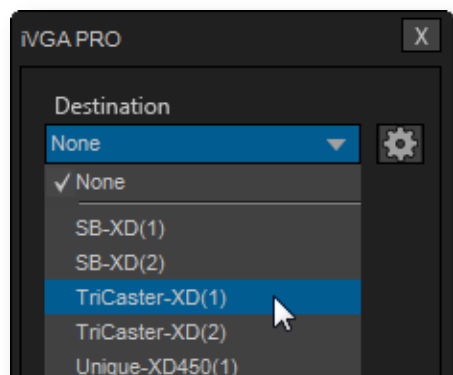 iVGA PRO
X
Destination
None
✓ None
SB-XD(1)
SB-XD(2)
TriCaster-XD(1)
TriCaster-XD(2)
Unique-XD450(1)